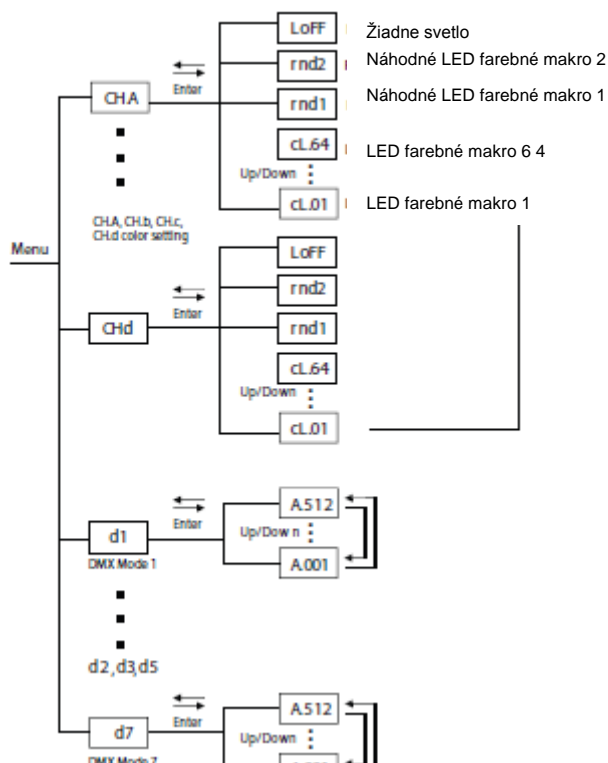 LoFF Žiadne svetlo
rnd2 Náhodné LED farebné makro 2
CH.A Enter rnd1 Náhodné LED farebné makro 1
cL.64 LED farebné makro 6 4
Up/Down
cL.01 LED farebné makro 1
CH.A, CH.b, CH.c,
CH.d color setting
Menu
LoFF
rnd2
CHd Enter rnd1
cL.64
Up/Down
cL.01
A.512
d1 Enter Up/Dow n
DMX Mode 1 A.001
d2,d3,d5
A.512
d7 Enter Up/Down